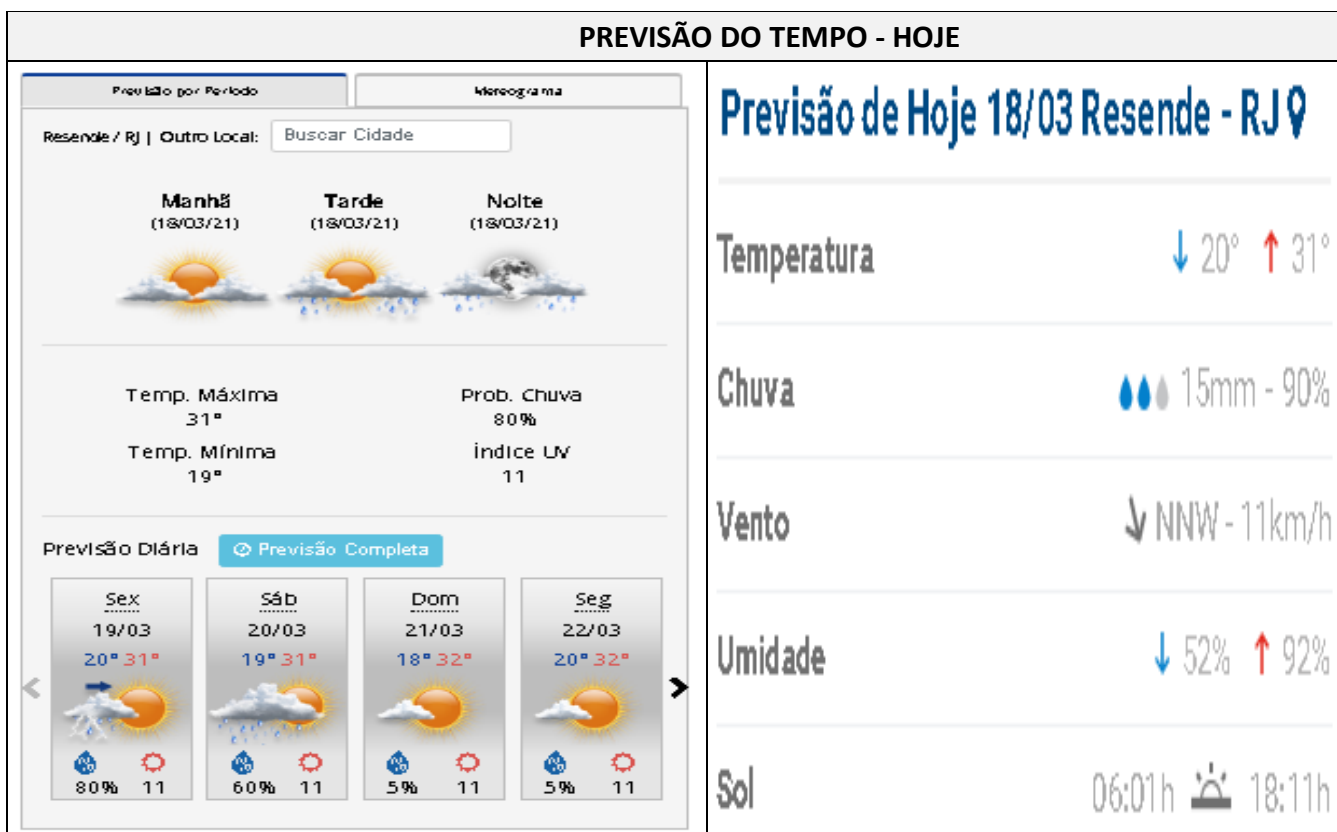 PREVISÃO DO TEMPO - HOJE
Previsão por Período
Meteograma
Resende / RJ | Outro Local: Buscar Cidade
Manhã Tarde Noite
(18/03/21) (18/03/21) (18/03/21)
Temp. Máxima Prob. Chuva
31° 80%
Temp. Mínima Índice UV
19° 11
Previsão Diária Previsão Completa
Sex Sáb Dom Seg
19/03 20/03 21/03 22/03
20° 31° 19° 31° 18° 32° 20° 32°
80% 11 60% 11 5% 11 5% 11
Previsão de Hoje 18/03 Resende - RJ
Temperatura 20° 31°
Chuva 15mm - 90%
Vento NNW - 11km/h
Umidade 52% 92%
Sol 06:01h 18:11h